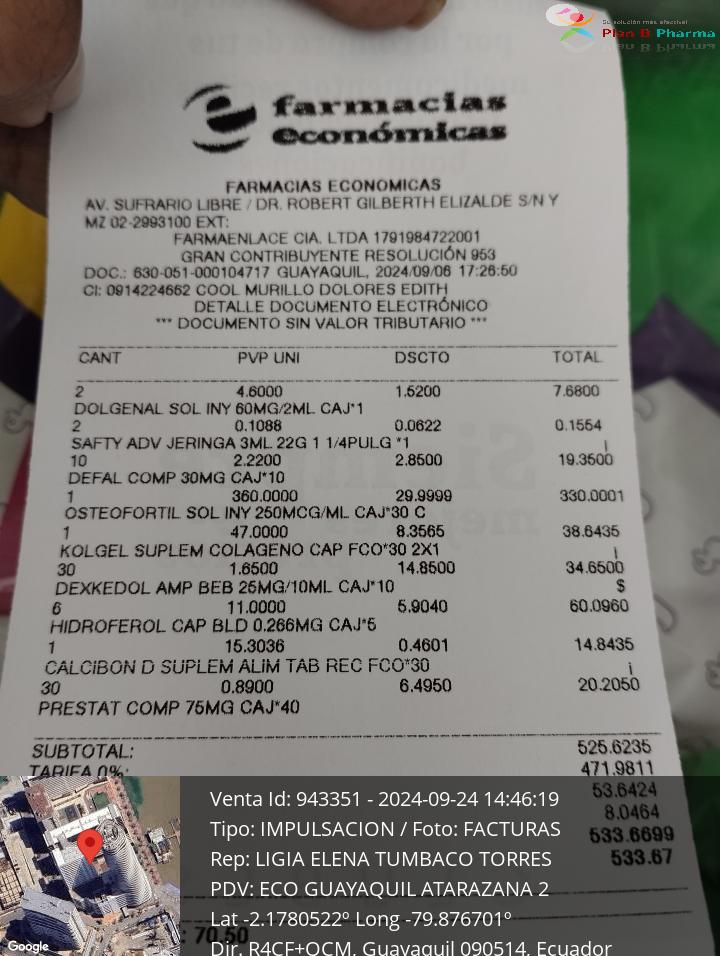 Su solución más efectiva!
Plan B Pharma
farmacias
económicas
FARMACIAS ECONOMICAS
AV. SUFRARIO LIBRE / DR. ROBERT GILBERTH ELIZALDE S/N Y
MZ 02-2993100 EXT:
FARMAENLACE CIA. LTDA 1791984722001
GRAN CONTRIBUYENTE RESOLUCIÓN 953
DOC.: 630-051-000104717 GUAYAQUIL, 2024/09/06 17:26:50
CI: 0914224662 COOL MURILLO DOLORES EDITH
DETALLE DOCUMENTO ELECTRÓNICO
*** DOCUMENTO SIN VALOR TRIBUTARIO ***
CANT PVP UNI DSCTO TOTAL
2 4.6000 1.5200 7.6800
DOLGENAL SOL INY 60MG/2ML CAJ*1
2 0.1088 0.0622 0.1554
SAFTY ADV JERINGA 3ML 22G 1 1/4PULG *1 i
10 2.2200 2.8500 19.3500
DEFAL COMP 30MG CAJ*10
1 360.0000 29.9999 330.0001
OSTEOFORTIL SOL INY 250MCG/ML CAJ*30 C
1 47.0000 8.3565 38.6435
KOLGEL SUPLEM COLAGENO CAP FCO*30 2X1 i
30 1.6500 14.8500 34.6500
DEXKEDOL AMP BEB 25MG/10ML CAJ*10 $
6 11.0000 5.9040 60.0960
HIDROFEROL CAP BLD 0.266MG CAJ*5
1 15.3036 0.4601 14.8435
CALCIBON D SUPLEM ALIM TAB REC FCO*30 i
30 0.8900 6.4950 20.2050
PRESTAT COMP 75MG CAJ*40
SUBTOTAL: 525.6235
TARIFA 0%: 471.9811
53.6424
8.0464
533.6699
533.67
: 70.50
Venta Id: 943351 - 2024-09-24 14:46:19
Tipo: IMPULSACION / Foto: FACTURAS
Rep: LIGIA ELENA TUMBACO TORRES
PDV: ECO GUAYAQUIL ATARAZANA 2
Lat -2.1780522º Long -79.876701º
Dir. R4CF+QCM, Guayaquil 090514, Ecuador
Google